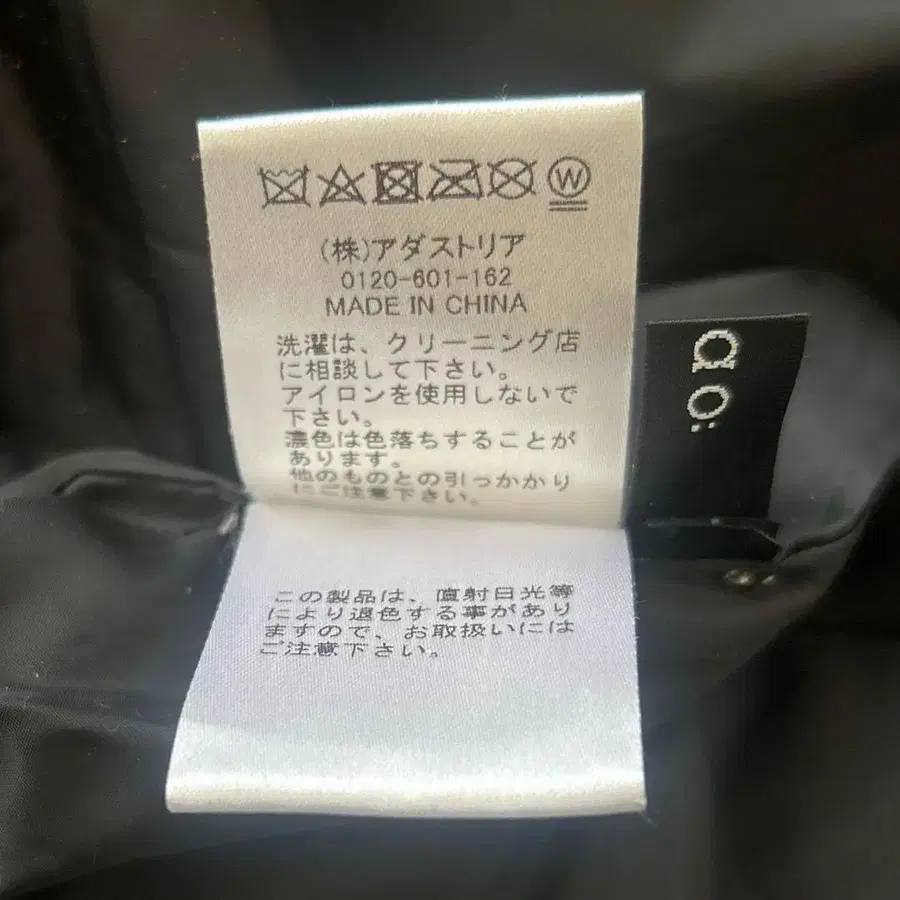 W
(株)アダストリア
0120-601-162
MADE IN CHINA
洗濯は、クリーニング店
に相談して下さい。
アイロンを使用しないで
下さい。
濃色は色落ちすることが
あります。
他のものとの引っかかり
にご注意下さい。
この製品は、直射日光等
により退色する事があり
ますので、お取扱いには
ご注意下さい。